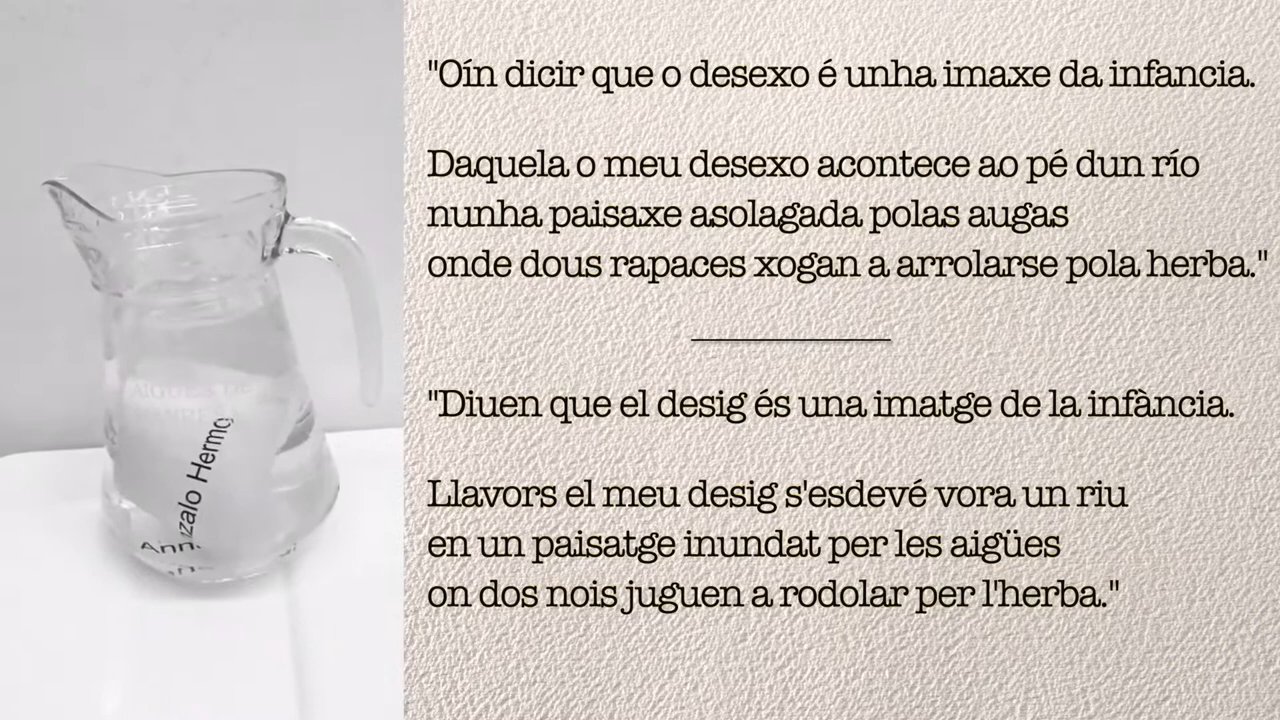 "Oín dicir que o desexo é unha imaxe da infancia.
Daquela o meu desexo acontece ao pé dun río
nunha paisaxe asolagada polas augas
onde dous rapaces xogan a arrolarse pola herba."
"Diuen que el desig és una imatge de la infància.
Llavors el meu desig s'esdevé vora un riu
en un paisatge inundat per les aigües
on dos nois juguen a rodolar per l'herba."